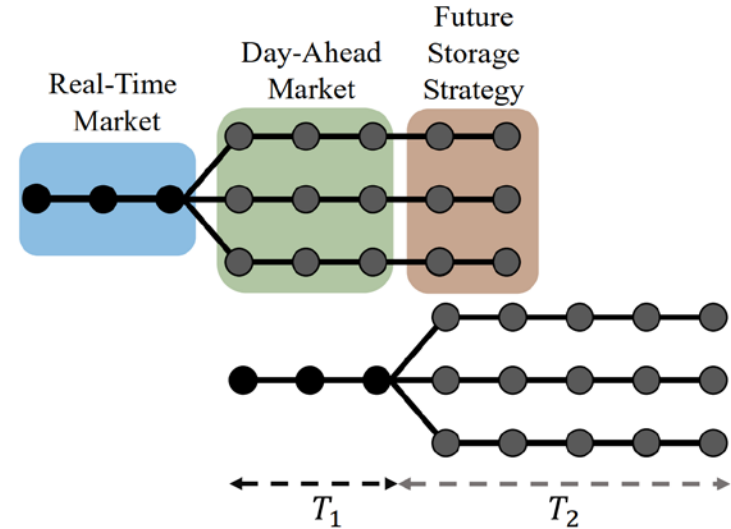 Real-Time
Market
Day-Ahead
Market
Future
Storage
Strategy
T₁
T₂